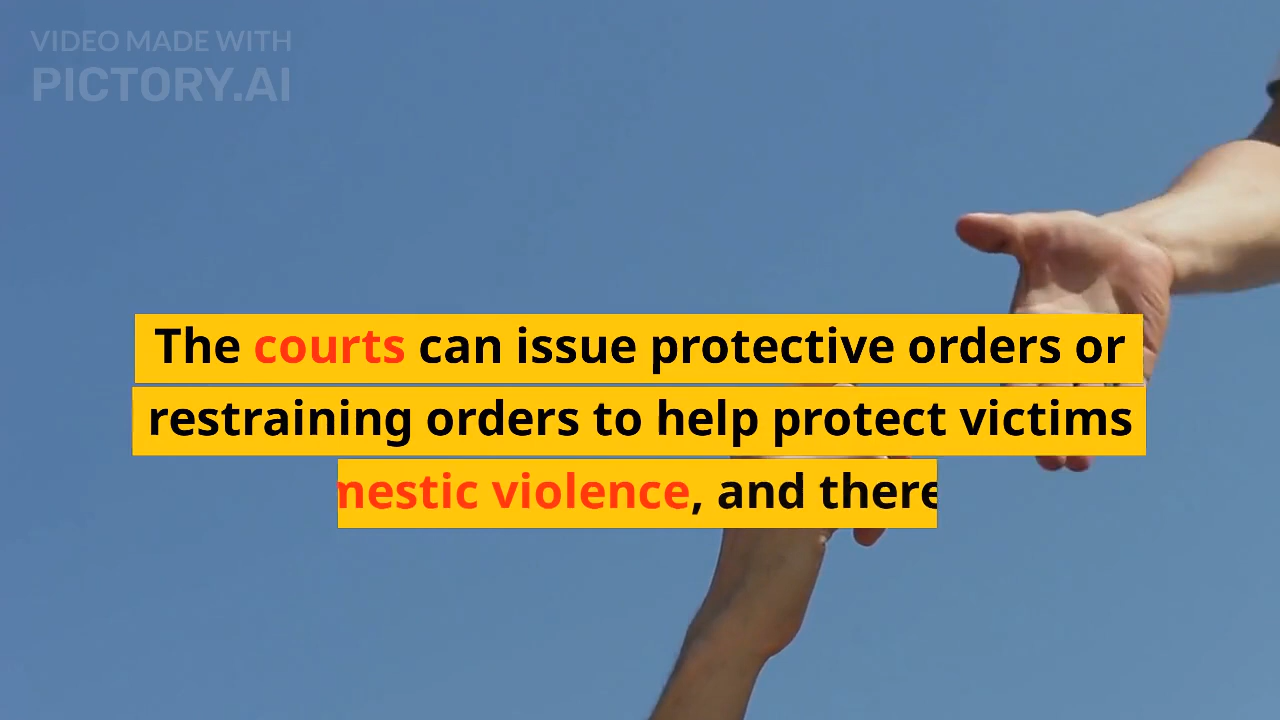 VIDEO MADE WITH
PICTORY.AI
The courts can issue protective orders or
restraining orders to help protect victims
mestic violence, and there